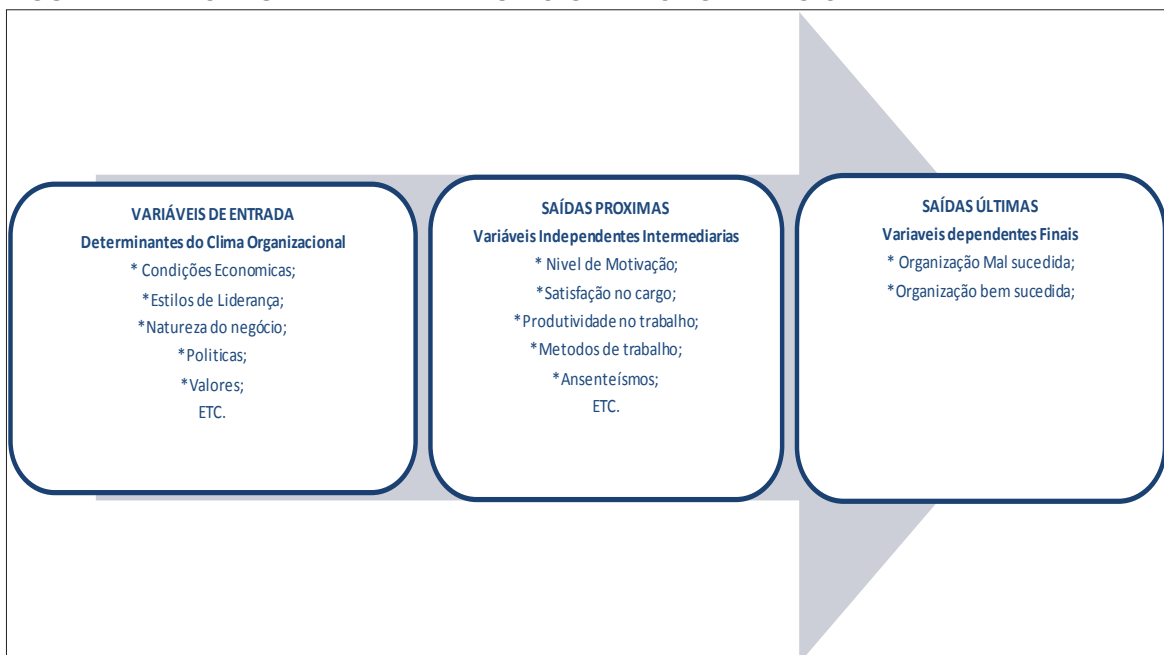 VARIÁVEIS DE ENTRADA
Determinantes do Clima Organizacional
* Condições Economicas;
*Estilos de Liderança;
*Natureza do negócio;
*Politicas;
*Valores;
ETC.
SAÍDAS PROXIMAS
Variáveis Independentes Intermediarias
* Nivel de Motivação;
*Satisfação no cargo;
*Produtividade no trabalho;
*Metodos de trabalho;
*Ansenteísmos;
ETC.
SAÍDAS ÚLTIMAS
Variaveis dependentes Finais
* Organização Mal sucedida;
*Organização bem sucedida;